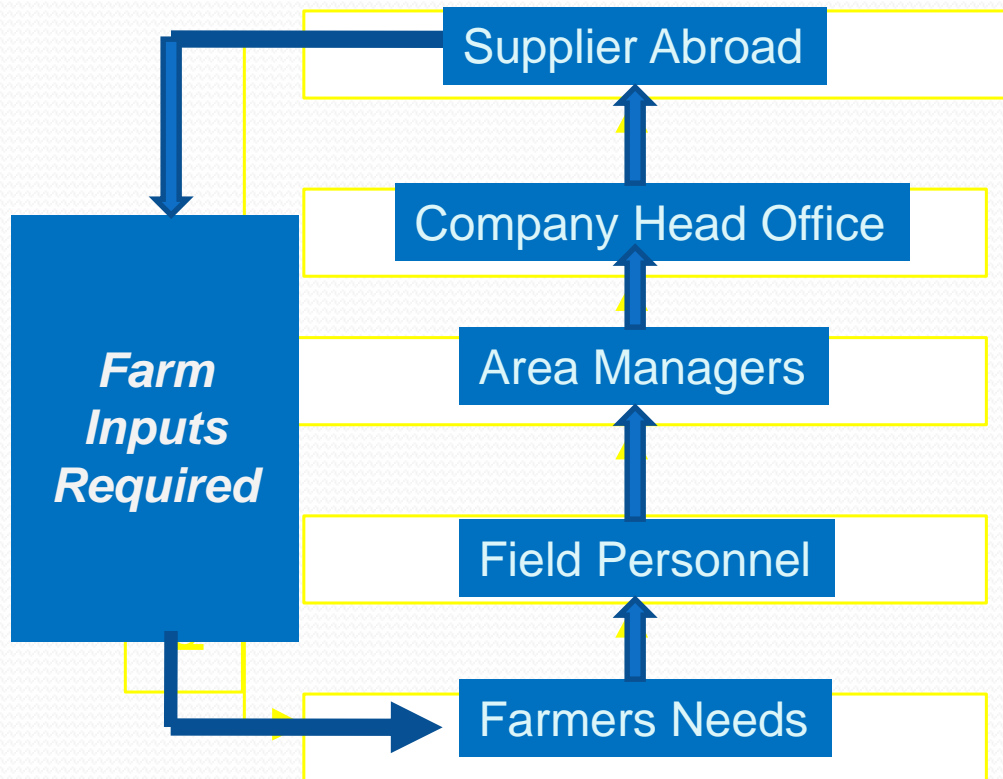 Supplier Abroad
Company Head Office
Area Managers
Field Personnel
Farmers Needs
Farm
Inputs
Required